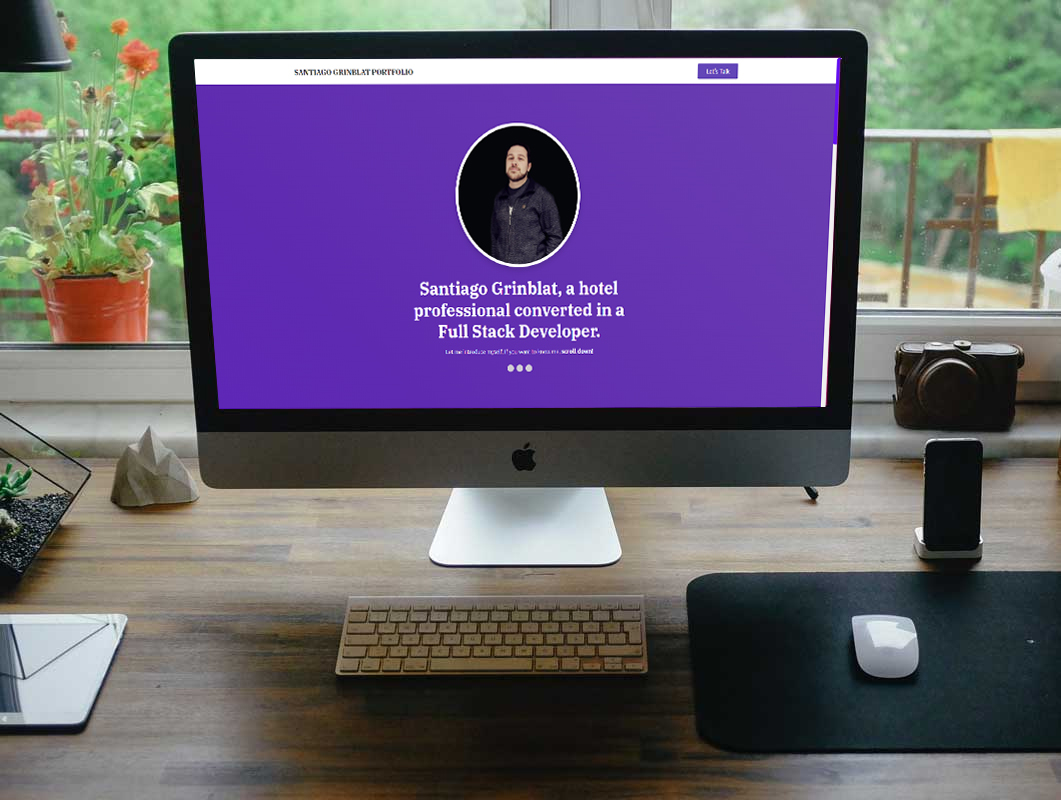 SANTIAGO GRINBLAT PORTFOLIO
Let's Talk
Santiago Grinblat, a hotel
professional converted in a
Full Stack Developer.
Let me introduce myself. If you want to know me, scroll down!